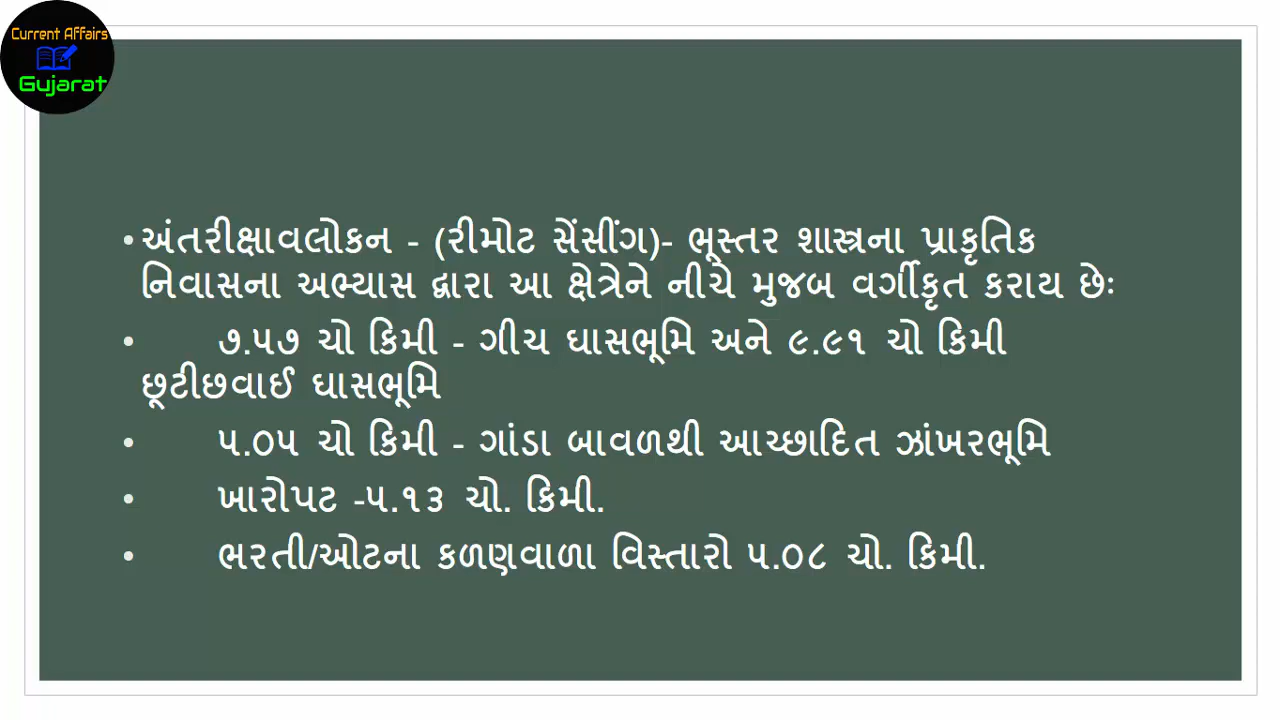 Current Affairs
Gujarat
• અંતરીક્ષાવલોકન - (રીમોટ સેંસીંગ)- ભૂસ્તર શાસ્ત્રના પ્રાકૃતિક
નિવાસના અભ્યાસ દ્વારા આ ક્ષેત્રેને નીચે મુજબ વર્ગીકૃત કરાય છેઃ
• ૭.૫૭ ચો કિમી - ગીચ ઘાસભૂમિ અને ૯.૯૧ ચો કિમી
છૂટીછવાઈ ઘાસભૂમિ
• ૫.૦૫ ચો કિમી - ગાંડા બાવળથી આચ્છાદિત ઝાંખરભૂમિ
• ખારોપટ -૫.૧૩ ચો. કિમી.
• ભરતી/ઓટના કળણવાળા વિસ્તારો ૫.૦૮ ચો. કિમી.